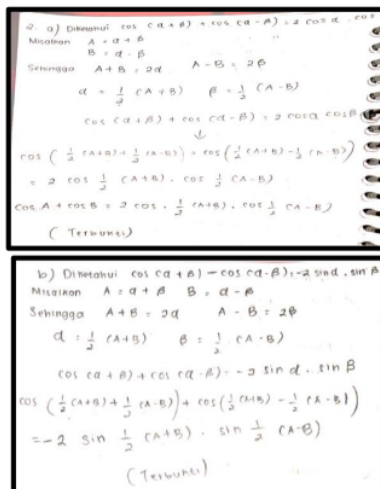 2. a) Diketahui cos (α + β) + cos (α - β) = 2 cos α . cos
Misalkan A = α + β
B = α - β
Sehingga A + B = 2α A - B = 2β
α = 1/2 (A + B) β = 1/2 (A - B)
cos (α + β) + cos (α - β) = 2 cos α cos β
↓
cos (1/2 (A+B) + 1/2 (A-B)) + cos (1/2 (A+B) - 1/2 (A-B))
= 2 cos 1/2 (A+B) . cos 1/2 (A-B)
cos A + cos B = 2 cos . 1/2 (A+B) . cos 1/2 (A-B)
(Terbukti)
b) Diketahui cos (α + β) - cos (α - β) = -2 sin α . sin β
Misalkan A = α + β B = α - β
Sehingga A + B = 2α A - B = 2β
α = 1/2 (A+B) β = 1/2 (A-B)
cos (α + β) + cos (α - β) = -2 sin α . sin β
cos (1/2 (A+B) + 1/2 (A-B)) + cos (1/2 (A+B) - 1/2 (A-B))
= -2 sin 1/2 (A+B) . sin 1/2 (A-B)
(Terbukti)